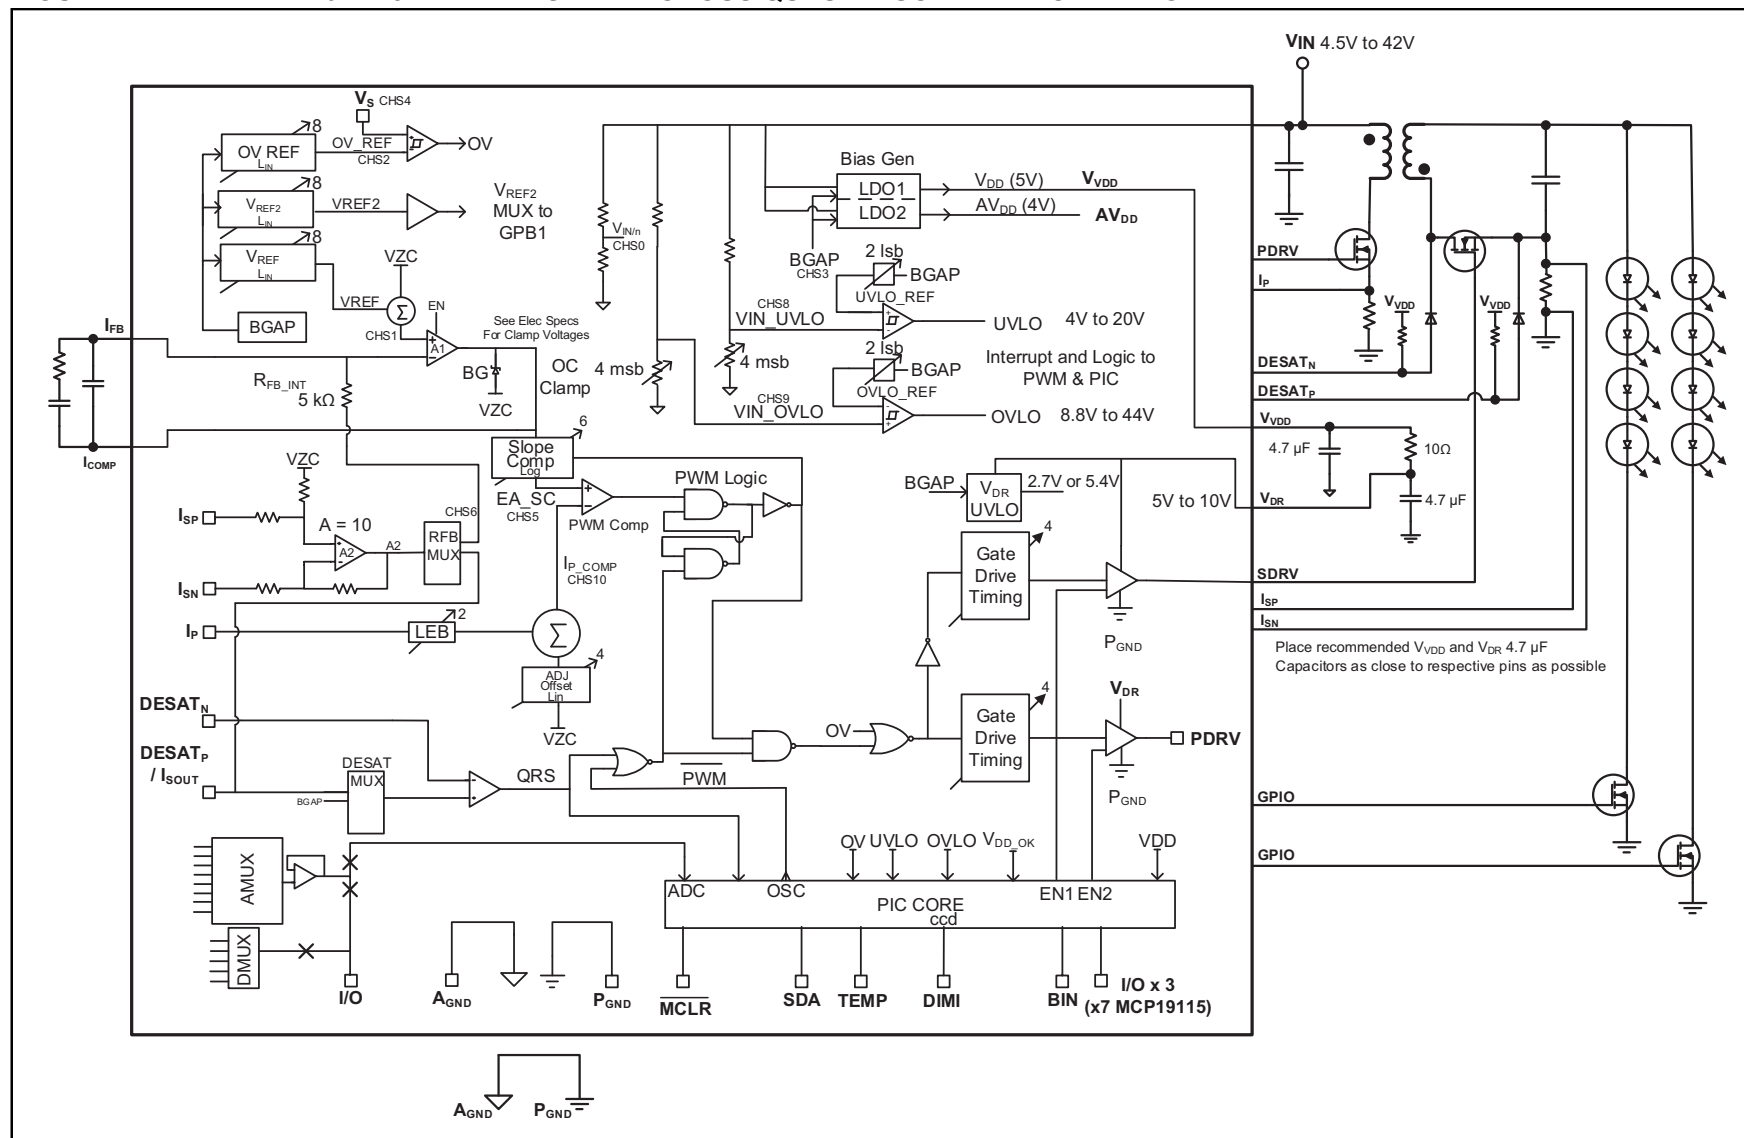 VIN 4.5V to 42V
VS CHS4
8
OV REF
LIN
OV_REF
CHS2
OV
8
VREF2
LIN
VREF2
VREF2
MUX to
GPB1
8
VREF
LIN
VREF
VZC
Σ
CHS1
EN
BGAP
IFB
A1
See Elec Specs
For Clamp Voltages
BG
OC
Clamp
VZC
RFB_INT
5 kΩ
ICOMP
VIN/n
CHS0
4 msb
4 msb
Bias Gen
LDO1
LDO2
VDD (5V)
VVDD
AVDD (4V)
AVDD
BGAP
CHS3
2 lsb
BGAP
UVLO_REF
CHS8
VIN_UVLO
UVLO
4V to 20V
2 lsb
BGAP
OVLO_REF
Interrupt and Logic to
PWM & PIC
CHS9
VIN_OVLO
OVLO
8.8V to 44V
PDRV
IP
VVDD
VVDD
DESATN
DESATP
VVDD
4.7 µF
10Ω
5V to 10V
VDR
4.7 µF
SDRV
ISP
ISN
Place recommended VVDD and VDR 4.7 µF
Capacitors as close to respective pins as possible
6
Slope
Comp
Log
EA_SC
CHS5
PWM Comp
PWM Logic
VZC
ISP
A = 10
A2
A2
CHS6
RFB
MUX
ISN
IP_COMP
CHS10
IP
LEB
2
Σ
4
ADJ
Offset
Lin
VZC
BGAP
VDR
UVLO
2.7V or 5.4V
4
Gate
Drive
Timing
PGND
4
Gate
Drive
Timing
VDR
PDRV
PGND
OV
DESATN
DESATP
/ ISOUT
DESAT
MUX
BGAP
QRS
PWM
AMUX
DMUX
I/O
AGND
PGND
ADC
OSC
OV
UVLO
OVLO
VDD_OK
EN1
EN2
VDD
PIC CORE
ccd
MCLR
SDA
TEMP
DIMI
BIN
I/O x 3
(x7 MCP19115)
GPIO
GPIO
AGND
PGND